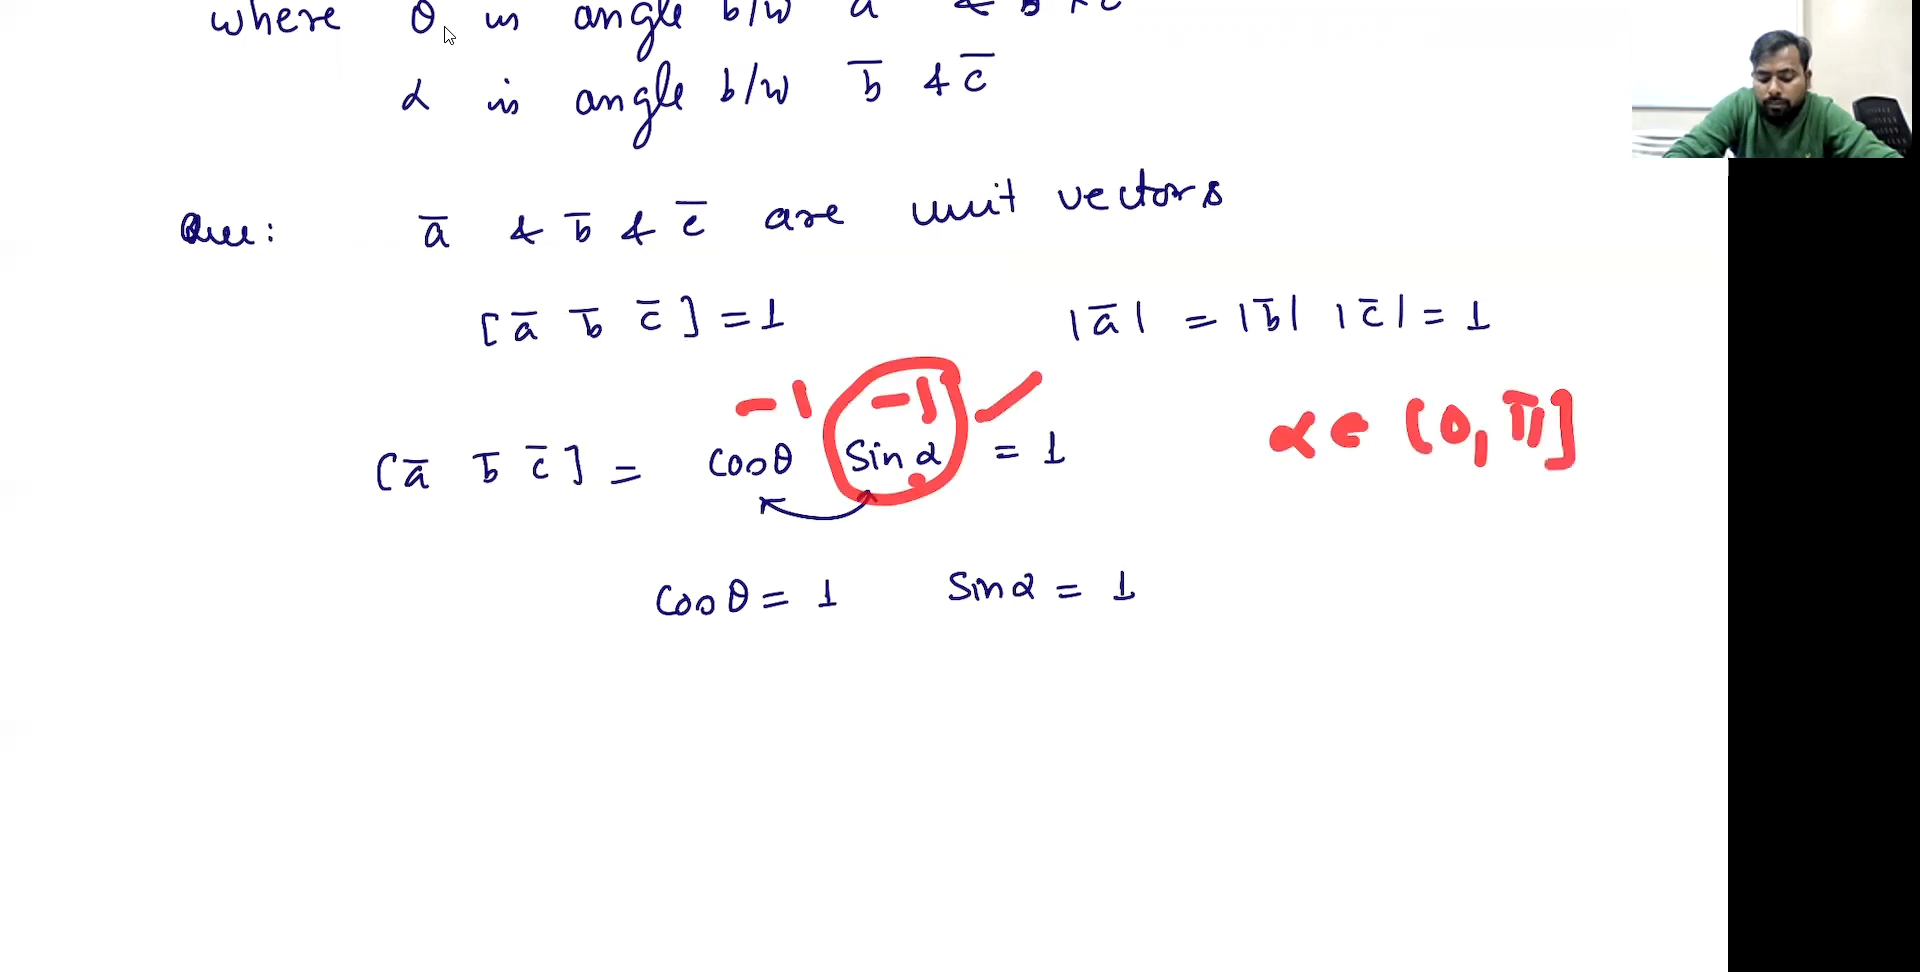 where θ is angle b/w a̅ & b̅ × c̅
α is angle b/w b̅ & c̅
Que: a̅ & b̅ & c̅ are unit vectors
[a̅ b̅ c̅] = 1 |a̅| = |b̅| |c̅| = 1
-1 -1
[a̅ b̅ c̅] = cosθ sinα = 1 α ∈ [0, π]
cosθ = 1 sinα = 1